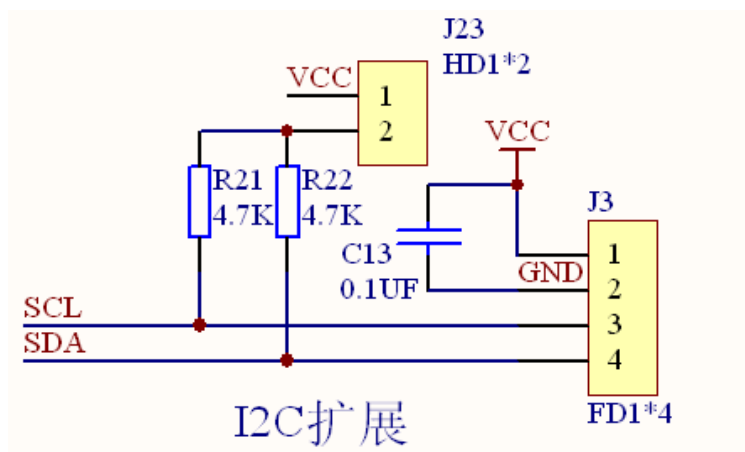 J23
HD1*2
VCC
1
2
VCC
R21
R22
4.7K
4.7K
J3
C13
0.1UF
GND
1
2
3
4
SCL
SDA
FD1*4
I2C扩展